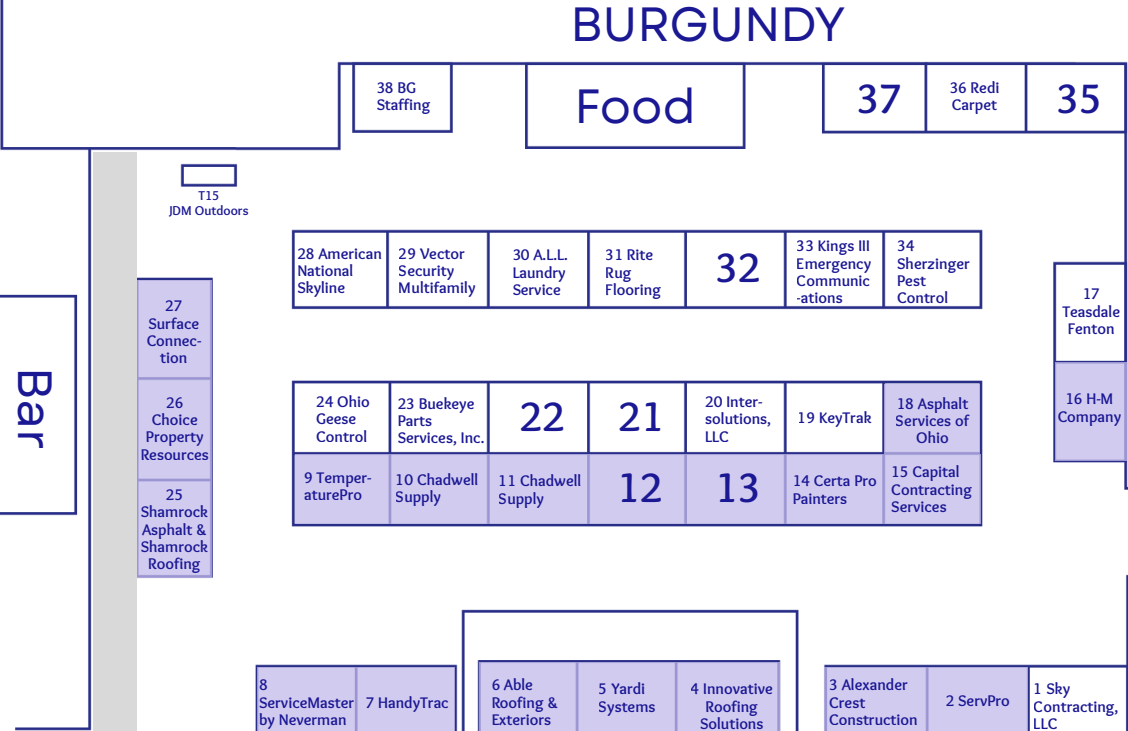 BURGUNDY
38 BG
Staffing
Food
37
36 Redi
Carpet
35
T15
JDM Outdoors
28 American
National
Skyline
29 Vector
Security
Multifamily
30 A.L.L.
Laundry
Service
31 Rite
Rug
Flooring
32
33 Kings III
Emergency
Communic
-ations
34
Sherzinger
Pest
Control
17
Teasdale
Fenton
16 H-M
Company
27
Surface
Connec-
tion
26
Choice
Property
Resources
25
Shamrock
Asphalt &
Shamrock
Roofing
Bar
24 Ohio
Geese
Control
23 Buekeye
Parts
Services, Inc.
22
21
20 Inter-
solutions,
LLC
19 KeyTrak
18 Asphalt
Services of
Ohio
9 Temper-
aturePro
10 Chadwell
Supply
11 Chadwell
Supply
12
13
14 Certa Pro
Painters
15 Capital
Contracting
Services
8
ServiceMaster
by Neverman
7 HandyTrac
6 Able
Roofing &
Exteriors
5 Yardi
Systems
4 Innovative
Roofing
Solutions
3 Alexander
Crest
Construction
2 ServPro
1 Sky
Contracting,
LLC